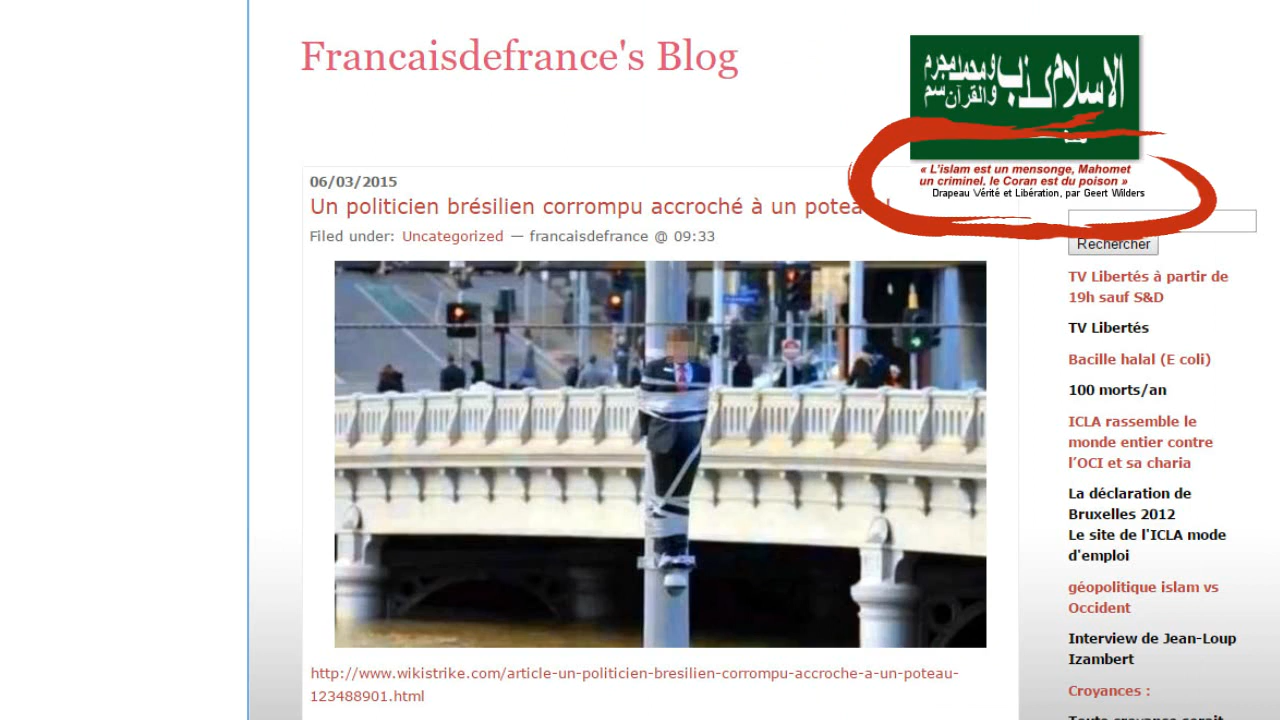 Francaisdefrance's Blog
الاسلام كذب
ومحمد مجرم
والقرآن سم
« L'islam est un mensonge, Mahomet
un criminel, le Coran est du poison »
Drapeau Vérité et Libération, par Geert Wilders
06/03/2015
Un politicien brésilien corrompu accroché à un poteau !
Filed under: Uncategorized — francaisdefrance @ 09:33
http://www.wikistrike.com/article-un-politicien-bresilien-corrompu-accroche-a-un-poteau-
123488901.html
Rechercher
TV Libertés à partir de
19h sauf S&D
TV Libertés
Bacille halal (E coli)
100 morts/an
ICLA rassemble le
monde entier contre
l'OCI et sa charia
La déclaration de
Bruxelles 2012
Le site de l'ICLA mode
d'emploi
géopolitique islam vs
Occident
Interview de Jean-Loup
Izambert
Croyances :
Toute croyance serait